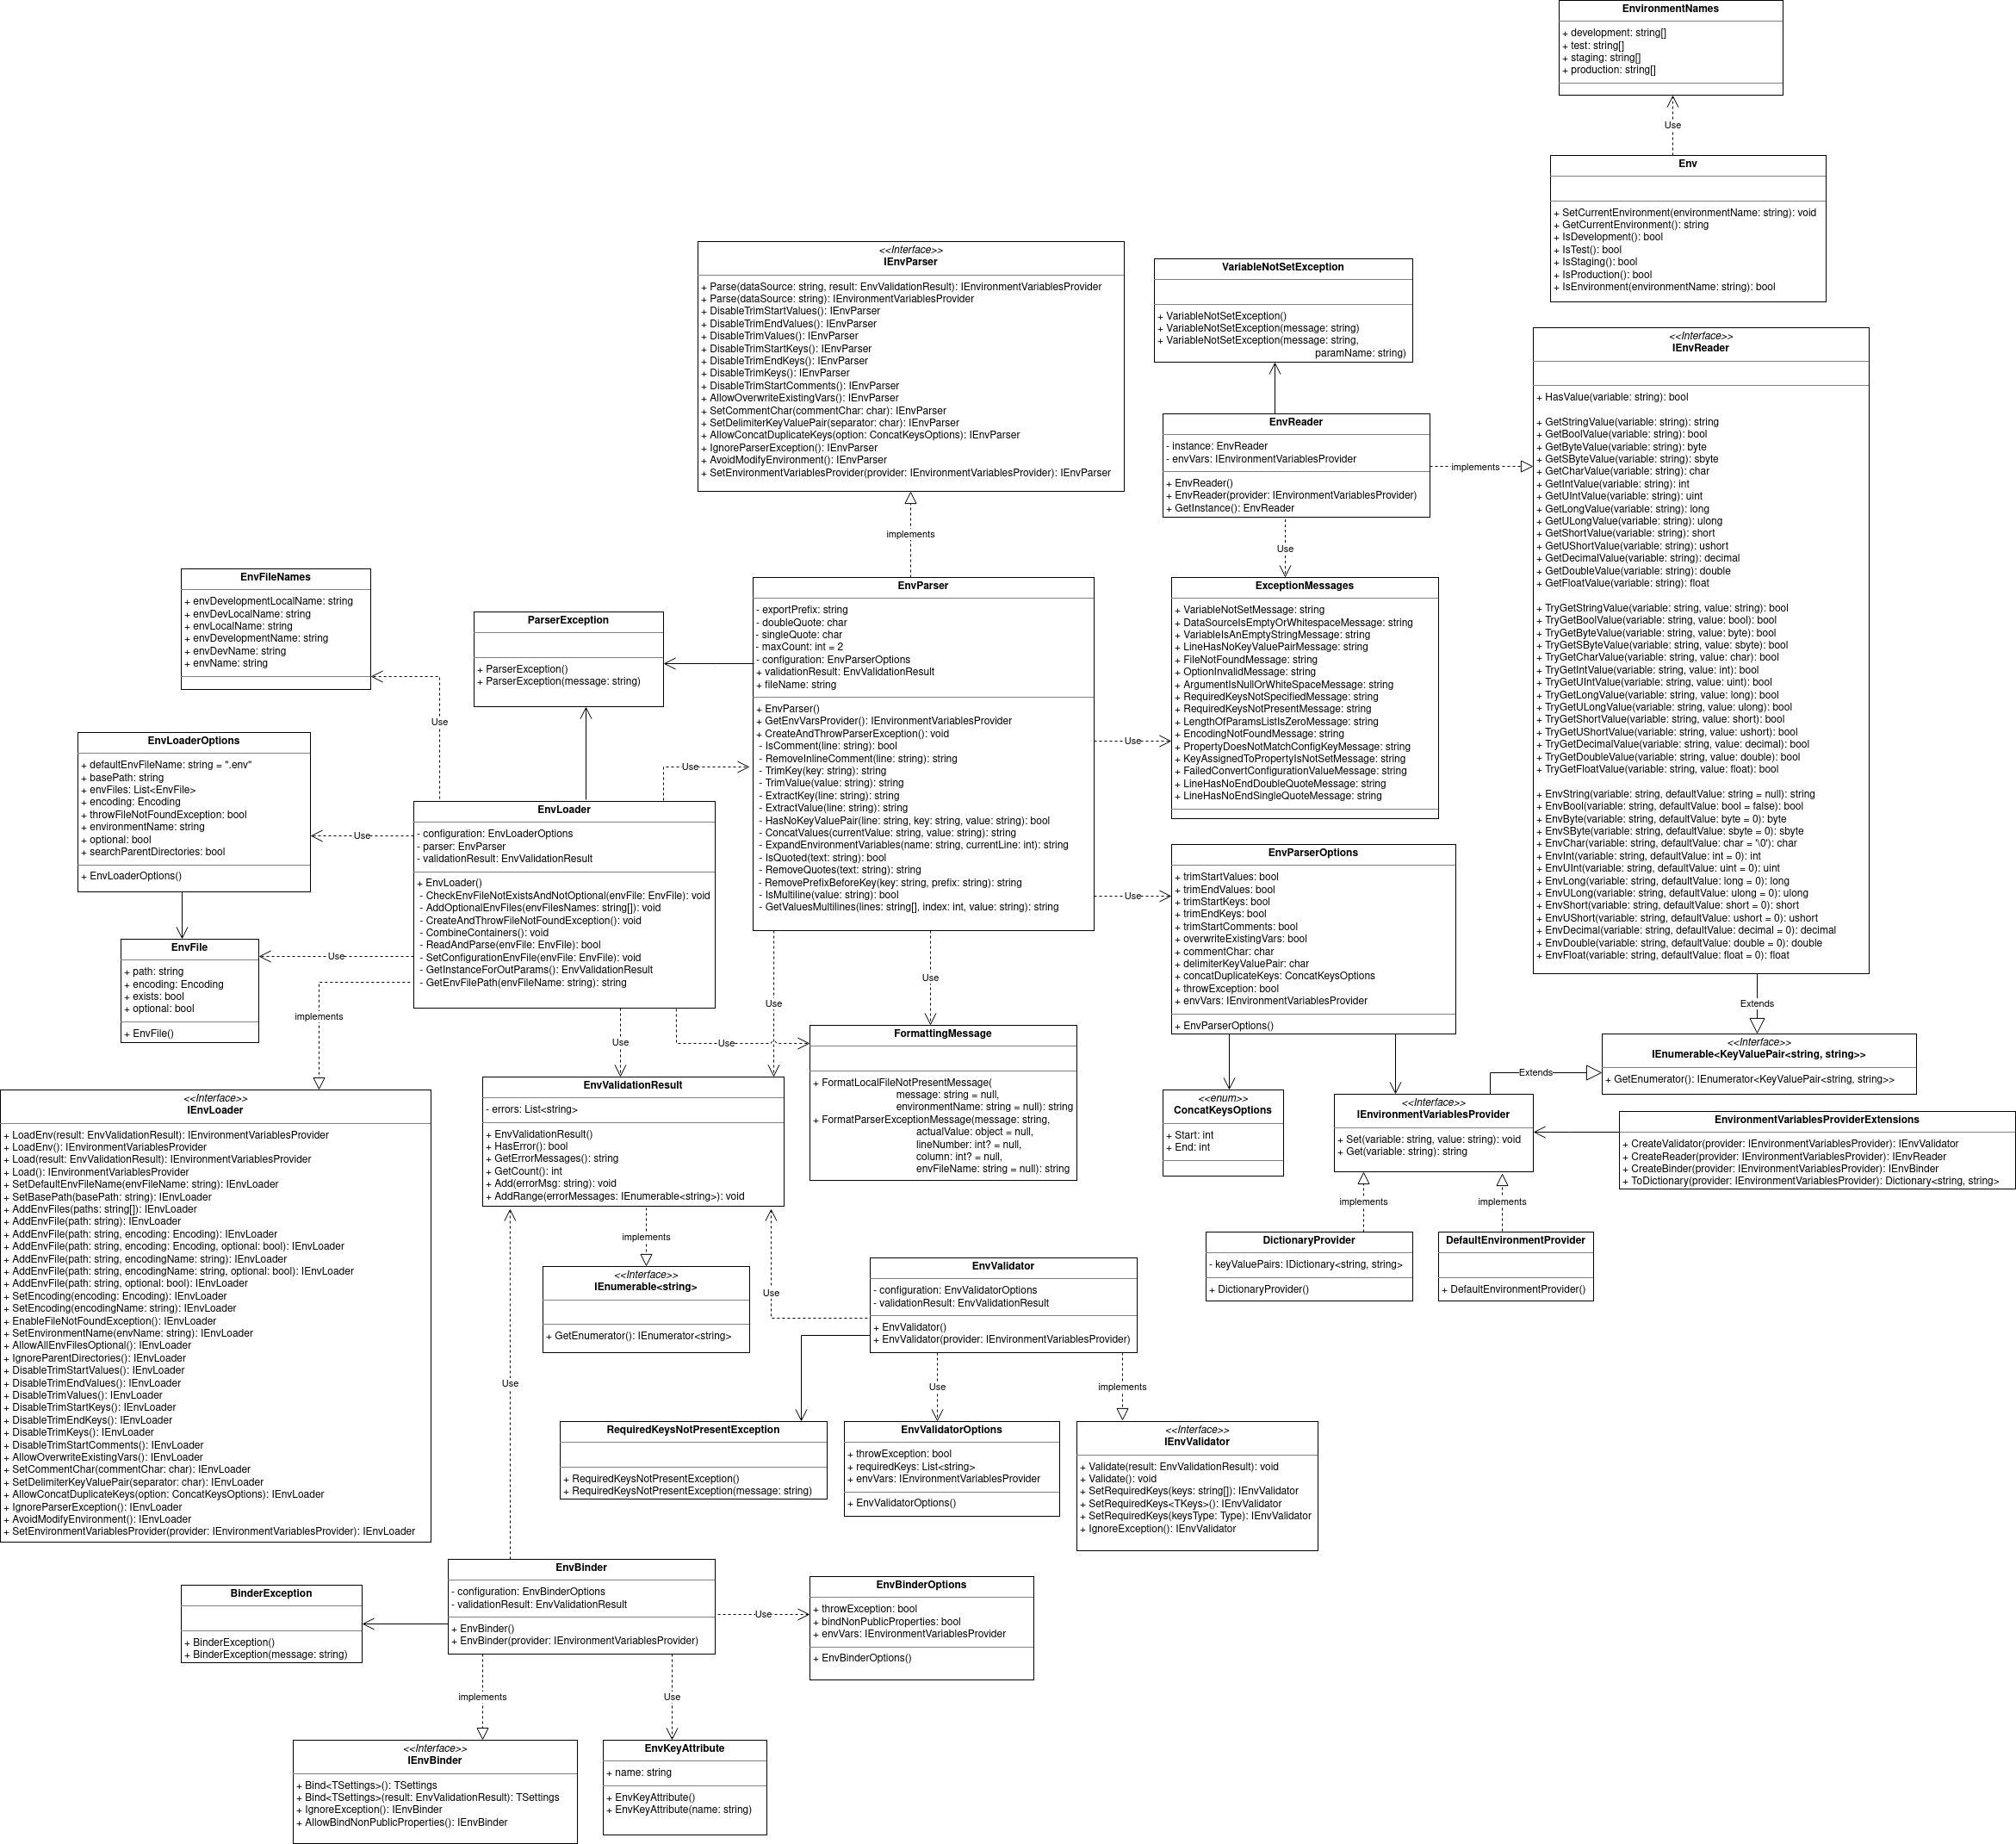 EnvironmentNames
+ development: string[]
+ test: string[]
+ staging: string[]
+ production: string[]
Use
Env
+ SetCurrentEnvironment(environmentName: string): void
+ GetCurrentEnvironment(): string
+ IsDevelopment(): bool
+ IsTest(): bool
+ IsStaging(): bool
+ IsProduction(): bool
+ IsEnvironment(environmentName: string): bool
<<Interface>>
IEnvParser
+ Parse(dataSource: string, result: EnvValidationResult): IEnvironmentVariablesProvider
+ Parse(dataSource: string): IEnvironmentVariablesProvider
+ DisableTrimStartValues(): IEnvParser
+ DisableTrimEndValues(): IEnvParser
+ DisableTrimValues(): IEnvParser
+ DisableTrimStartKeys(): IEnvParser
+ DisableTrimEndKeys(): IEnvParser
+ DisableTrimKeys(): IEnvParser
+ DisableTrimStartComments(): IEnvParser
+ AllowOverwriteExistingVars(): IEnvParser
+ SetCommentChar(commentChar: char): IEnvParser
+ SetDelimiterKeyValuePair(separator: char): IEnvParser
+ AllowConcatDuplicateKeys(option: ConcatKeysOptions): IEnvParser
+ IgnoreParserException(): IEnvParser
+ AvoidModifyEnvironment(): IEnvParser
+ SetEnvironmentVariablesProvider(provider: IEnvironmentVariablesProvider): IEnvParser
VariableNotSetException
+ VariableNotSetException()
+ VariableNotSetException(message: string)
+ VariableNotSetException(message: string,
paramName: string)
EnvReader
- instance: EnvReader
- envVars: IEnvironmentVariablesProvider
+ EnvReader()
+ EnvReader(provider: IEnvironmentVariablesProvider)
+ GetInstance(): EnvReader
implements
<<Interface>>
IEnvReader
+ HasValue(variable: string): bool
+ GetStringValue(variable: string): string
+ GetBoolValue(variable: string): bool
+ GetByteValue(variable: string): byte
+ GetSByteValue(variable: string): sbyte
+ GetCharValue(variable: string): char
+ GetIntValue(variable: string): int
+ GetUIntValue(variable: string): uint
+ GetLongValue(variable: string): long
+ GetULongValue(variable: string): ulong
+ GetShortValue(variable: string): short
+ GetUShortValue(variable: string): ushort
+ GetDecimalValue(variable: string): decimal
+ GetDoubleValue(variable: string): double
+ GetFloatValue(variable: string): float
+ TryGetStringValue(variable: string, value: string): bool
+ TryGetBoolValue(variable: string, value: bool): bool
+ TryGetByteValue(variable: string, value: byte): bool
+ TryGetSByteValue(variable: string, value: sbyte): bool
+ TryGetCharValue(variable: string, value: char): bool
+ TryGetIntValue(variable: string, value: int): bool
+ TryGetUIntValue(variable: string, value: uint): bool
+ TryGetLongValue(variable: string, value: long): bool
+ TryGetULongValue(variable: string, value: ulong): bool
+ TryGetShortValue(variable: string, value: short): bool
+ TryGetUShortValue(variable: string, value: ushort): bool
+ TryGetDecimalValue(variable: string, value: decimal): bool
+ TryGetDoubleValue(variable: string, value: double): bool
+ TryGetFloatValue(variable: string, value: float): bool
+ EnvString(variable: string, defaultValue: string = null): string
+ EnvBool(variable: string, defaultValue: bool = false): bool
+ EnvByte(variable: string, defaultValue: byte = 0): byte
+ EnvSByte(variable: string, defaultValue: sbyte = 0): sbyte
+ EnvChar(variable: string, defaultValue: char = '\0'): char
+ EnvInt(variable: string, defaultValue: int = 0): int
+ EnvUInt(variable: string, defaultValue: uint = 0): uint
+ EnvLong(variable: string, defaultValue: long = 0): long
+ EnvULong(variable: string, defaultValue: ulong = 0): ulong
+ EnvShort(variable: string, defaultValue: short = 0): short
+ EnvUShort(variable: string, defaultValue: ushort = 0): ushort
+ EnvDecimal(variable: string, defaultValue: decimal = 0): decimal
+ EnvDouble(variable: string, defaultValue: double = 0): double
+ EnvFloat(variable: string, defaultValue: float = 0): float
implements
Use
EnvFileNames
+ envDevelopmentLocalName: string
+ envDevLocalName: string
+ envLocalName: string
+ envDevelopmentName: string
+ envDevName: string
+ envName: string
Use
ParserException
+ ParserException()
+ ParserException(message: string)
EnvParser
- exportPrefix: string
- doubleQuote: char
- singleQuote: char
- maxCount: int = 2
- configuration: EnvParserOptions
+ validationResult: EnvValidationResult
+ fileName: string
+ EnvParser()
+ GetEnvVarsProvider(): IEnvironmentVariablesProvider
+ CreateAndThrowParserException(): void
- IsComment(line: string): bool
- RemoveInlineComment(line: string): string
- TrimKey(key: string): string
- TrimValue(value: string): string
- ExtractKey(line: string): string
- ExtractValue(line: string): string
- HasNoKeyValuePair(line: string, key: string, value: string): bool
- ConcatValues(currentValue: string, value: string): string
- ExpandEnvironmentVariables(name: string, currentLine: int): string
- IsQuoted(text: string): bool
- RemoveQuotes(text: string): string
- RemovePrefixBeforeKey(key: string, prefix: string): string
- IsMultiline(value: string): bool
- GetValuesMultilines(lines: string[], index: int, value: string): string
Use
Use
Use
ExceptionMessages
+ VariableNotSetMessage: string
+ DataSourceIsEmptyOrWhitespaceMessage: string
+ VariableIsAnEmptyStringMessage: string
+ LineHasNoKeyValuePairMessage: string
+ FileNotFoundMessage: string
+ OptionInvalidMessage: string
+ ArgumentIsNullOrWhiteSpaceMessage: string
+ RequiredKeysNotSpecifiedMessage: string
+ RequiredKeysNotPresentMessage: string
+ LengthOfParamsListIsZeroMessage: string
+ EncodingNotFoundMessage: string
+ PropertyDoesNotMatchConfigKeyMessage: string
+ KeyAssignedToPropertyIsNotSetMessage: string
+ FailedConvertConfigurationValueMessage: string
+ LineHasNoEndDoubleQuoteMessage: string
+ LineHasNoEndSingleQuoteMessage: string
EnvLoaderOptions
+ defaultEnvFileName: string = ".env"
+ basePath: string
+ envFiles: List<EnvFile>
+ encoding: Encoding
+ throwFileNotFoundException: bool
+ environmentName: string
+ optional: bool
+ searchParentDirectories: bool
+ EnvLoaderOptions()
Use
EnvLoader
- configuration: EnvLoaderOptions
- parser: EnvParser
- validationResult: EnvValidationResult
+ EnvLoader()
- CheckEnvFileNotExistsAndNotOptional(envFile: EnvFile): void
- AddOptionalEnvFiles(envFilesNames: string[]): void
- CreateAndThrowFileNotFoundException(): void
- CombineContainers(): void
- ReadAndParse(envFile: EnvFile): bool
- SetConfigurationEnvFile(envFile: EnvFile): void
- GetInstanceForOutParams(): EnvValidationResult
- GetEnvFilePath(envFileName: string): string
EnvParserOptions
+ trimStartValues: bool
+ trimEndValues: bool
+ trimStartKeys: bool
+ trimEndKeys: bool
+ trimStartComments: bool
+ overwriteExistingVars: bool
+ commentChar: char
+ delimiterKeyValuePair: char
+ concatDuplicateKeys: ConcatKeysOptions
+ throwException: bool
+ envVars: IEnvironmentVariablesProvider
+ EnvParserOptions()
EnvFile
+ path: string
+ encoding: Encoding
+ exists: bool
+ optional: bool
+ EnvFile()
Use
implements
Use
Use
Use
Use
FormattingMessage
+ FormatLocalFileNotPresentMessage(
message: string = null,
environmentName: string = null): string
+ FormatParserExceptionMessage(message: string,
actualValue: object = null,
lineNumber: int? = null,
column: int? = null,
envFileName: string = null): string
Extends
<<Interface>>
IEnumerable<KeyValuePair<string, string>>
+ GetEnumerator(): IEnumerator<KeyValuePair<string, string>>
Extends
<<enum>>
ConcatKeysOptions
+ Start: int
+ End: int
<<Interface>>
IEnvironmentVariablesProvider
+ Set(variable: string, value: string): void
+ Get(variable: string): string
EnvironmentVariablesProviderExtensions
+ CreateValidator(provider: IEnvironmentVariablesProvider): IEnvValidator
+ CreateReader(provider: IEnvironmentVariablesProvider): IEnvReader
+ CreateBinder(provider: IEnvironmentVariablesProvider): IEnvBinder
+ ToDictionary(provider: IEnvironmentVariablesProvider): Dictionary<string, string>
implements
implements
DictionaryProvider
- keyValuePairs: IDictionary<string, string>
+ DictionaryProvider()
DefaultEnvironmentProvider
+ DefaultEnvironmentProvider()
<<Interface>>
IEnvLoader
+ LoadEnv(result: EnvValidationResult): IEnvironmentVariablesProvider
+ LoadEnv(): IEnvironmentVariablesProvider
+ Load(result: EnvValidationResult): IEnvironmentVariablesProvider
+ Load(): IEnvironmentVariablesProvider
+ SetDefaultEnvFileName(envFileName: string): IEnvLoader
+ SetBasePath(basePath: string): IEnvLoader
+ AddEnvFiles(paths: string[]): IEnvLoader
+ AddEnvFile(path: string): IEnvLoader
+ AddEnvFile(path: string, encoding: Encoding): IEnvLoader
+ AddEnvFile(path: string, encoding: Encoding, optional: bool): IEnvLoader
+ AddEnvFile(path: string, encodingName: string): IEnvLoader
+ AddEnvFile(path: string, encodingName: string, optional: bool): IEnvLoader
+ AddEnvFile(path: string, optional: bool): IEnvLoader
+ SetEncoding(encoding: Encoding): IEnvLoader
+ SetEncoding(encodingName: string): IEnvLoader
+ EnableFileNotFoundException(): IEnvLoader
+ SetEnvironmentName(envName: string): IEnvLoader
+ AllowAllEnvFilesOptional(): IEnvLoader
+ IgnoreParentDirectories(): IEnvLoader
+ DisableTrimStartValues(): IEnvLoader
+ DisableTrimEndValues(): IEnvLoader
+ DisableTrimValues(): IEnvLoader
+ DisableTrimStartKeys(): IEnvLoader
+ DisableTrimEndKeys(): IEnvLoader
+ DisableTrimKeys(): IEnvLoader
+ DisableTrimStartComments(): IEnvLoader
+ AllowOverwriteExistingVars(): IEnvLoader
+ SetCommentChar(commentChar: char): IEnvLoader
+ SetDelimiterKeyValuePair(separator: char): IEnvLoader
+ AllowConcatDuplicateKeys(option: ConcatKeysOptions): IEnvLoader
+ IgnoreParserException(): IEnvLoader
+ AvoidModifyEnvironment(): IEnvLoader
+ SetEnvironmentVariablesProvider(provider: IEnvironmentVariablesProvider): IEnvLoader
EnvValidationResult
- errors: List<string>
+ EnvValidationResult()
+ HasError(): bool
+ GetErrorMessages(): string
+ GetCount(): int
+ Add(errorMsg: string): void
+ AddRange(errorMessages: IEnumerable<string>): void
implements
<<Interface>>
IEnumerable<string>
+ GetEnumerator(): IEnumerator<string>
Use
EnvValidator
- configuration: EnvValidatorOptions
- validationResult: EnvValidationResult
+ EnvValidator()
+ EnvValidator(provider: IEnvironmentVariablesProvider)
Use
Use
implements
RequiredKeysNotPresentException
+ RequiredKeysNotPresentException()
+ RequiredKeysNotPresentException(message: string)
EnvValidatorOptions
+ throwException: bool
+ requiredKeys: List<string>
+ envVars: IEnvironmentVariablesProvider
+ EnvValidatorOptions()
<<Interface>>
IEnvValidator
+ Validate(result: EnvValidationResult): void
+ Validate(): void
+ SetRequiredKeys(keys: string[]): IEnvValidator
+ SetRequiredKeys<TKeys>(): IEnvValidator
+ SetRequiredKeys(keysType: Type): IEnvValidator
+ IgnoreException(): IEnvValidator
BinderException
+ BinderException()
+ BinderException(message: string)
EnvBinder
- configuration: EnvBinderOptions
- validationResult: EnvValidationResult
+ EnvBinder()
+ EnvBinder(provider: IEnvironmentVariablesProvider)
Use
EnvBinderOptions
+ throwException: bool
+ bindNonPublicProperties: bool
+ envVars: IEnvironmentVariablesProvider
+ EnvBinderOptions()
implements
Use
<<Interface>>
IEnvBinder
+ Bind<TSettings>(): TSettings
+ Bind<TSettings>(result: EnvValidationResult): TSettings
+ IgnoreException(): IEnvBinder
+ AllowBindNonPublicProperties(): IEnvBinder
EnvKeyAttribute
+ name: string
+ EnvKeyAttribute()
+ EnvKeyAttribute(name: string)